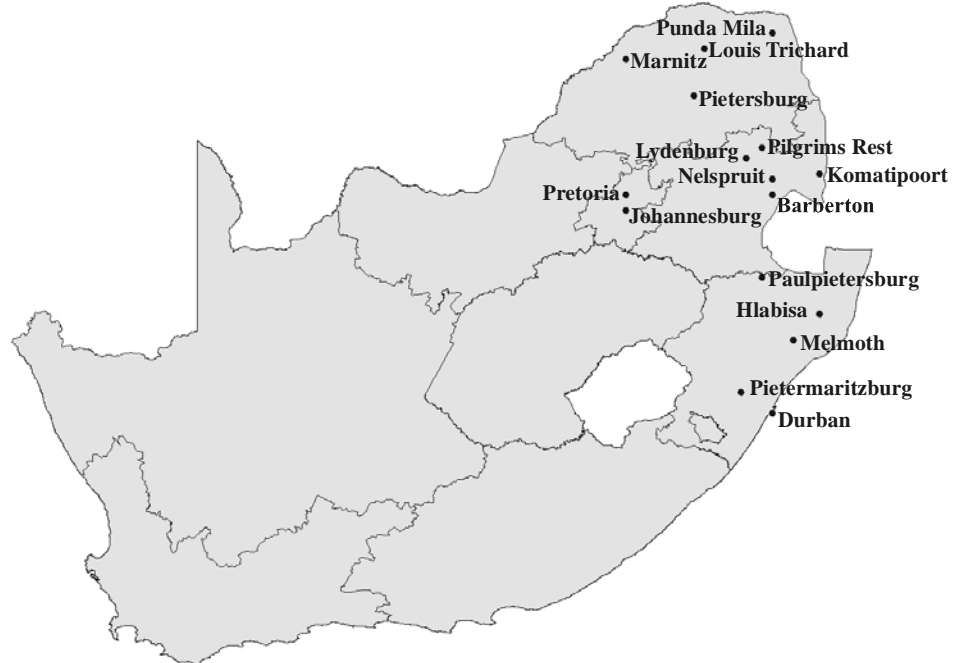 Punda Mila
Louis Trichard
Marnitz
Pietersburg
Pilgrims Rest
Lydenburg
Nelspruit
Komatipoort
Pretoria
Barberton
Johannesburg
Paulpietersburg
Hlabisa
Melmoth
Pietermaritzburg
Durban